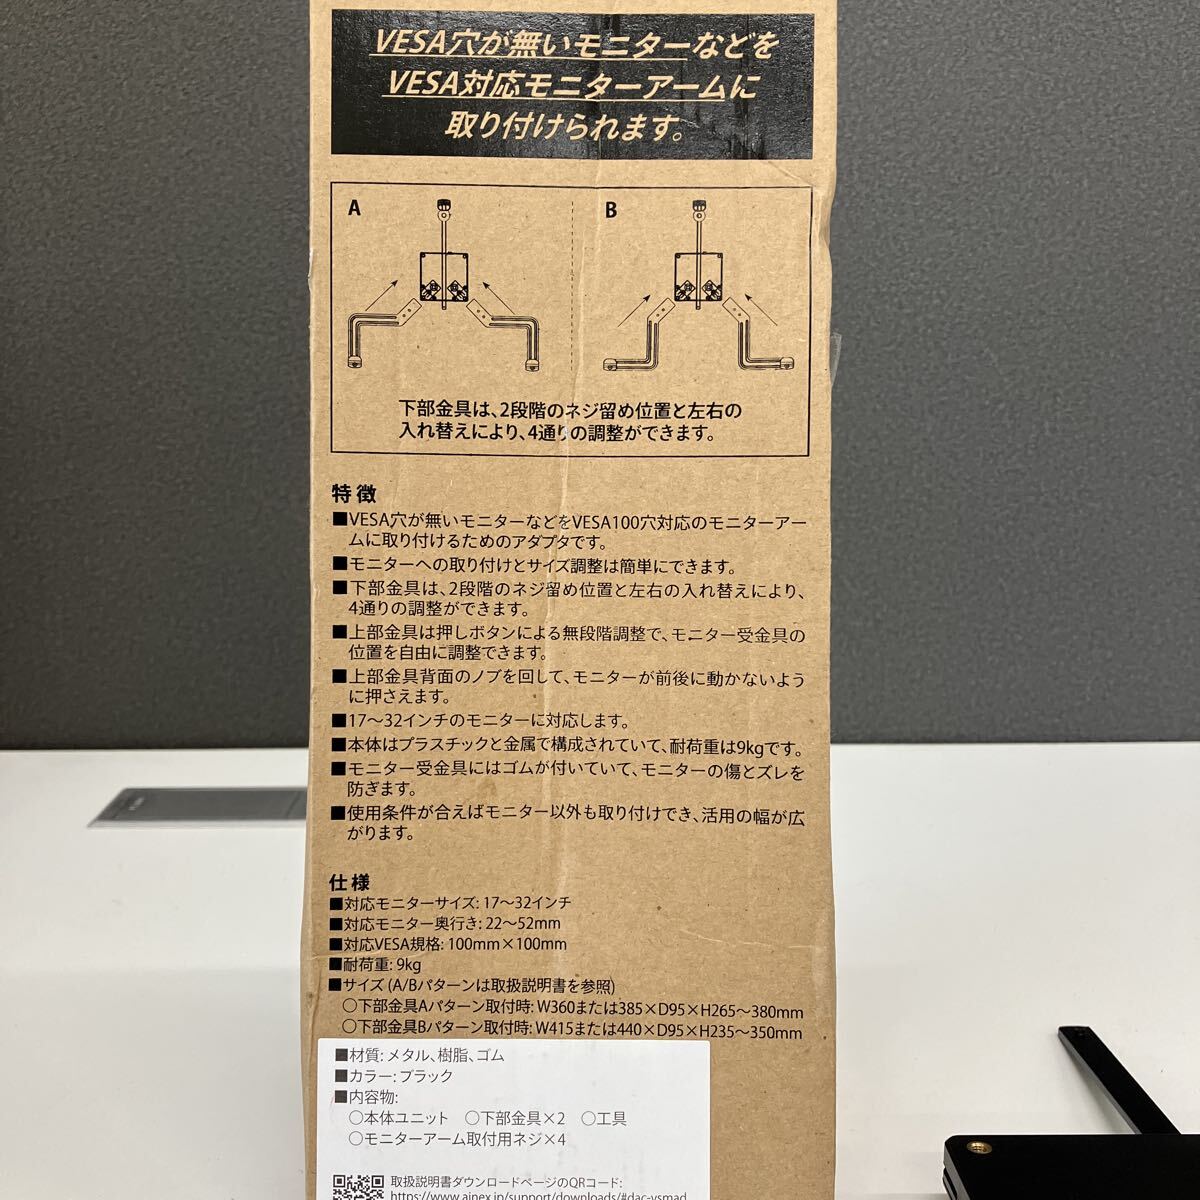 VESA穴が無いモニターなどを
VESA対応モニターアームに
取り付けられます。
A
B
下部金具は、2段階のネジ留め位置と左右の
入れ替えにより、4通りの調整ができます。
特徴
■VESA穴が無いモニターなどをVESA100穴対応のモニターアー
ムに取り付けるためのアダプタです。
■モニターへの取り付けとサイズ調整は簡単にできます。
■下部金具は、2段階のネジ留め位置と左右の入れ替えにより、
4通りの調整ができます。
■上部金具は押しボタンによる無段階調整で、モニター受金具の
位置を自由に調整できます。
■上部金具背面のノブを回して、モニターが前後に動かないよう
に押さえます。
■17～32インチのモニターに対応します。
■本体はプラスチックと金属で構成されていて、耐荷重は9kgです。
■モニター受金具にはゴムが付いていて、モニターの傷とズレを
防ぎます。
■使用条件が合えばモニター以外も取り付けでき、活用の幅が広
がります。
仕様
■対応モニターサイズ: 17～32インチ
■対応モニター奥行き: 22～52mm
■対応VESA規格: 100mm×100mm
■耐荷重: 9kg
■サイズ (A/Bパターンは取扱説明書を参照)
○下部金具Aパターン取付時: W360または385×D95×H265～380mm
○下部金具Bパターン取付時: W415または440×D95×H235～350mm
■材質: メタル、樹脂、ゴム
■カラー: ブラック
■内容物:
○本体ユニット ○下部金具×2 ○工具
○モニターアーム取付用ネジ×4
取扱説明書ダウンロードページのQRコード:
https://www.ainex.jp/support/downloads/#dac-vsmad